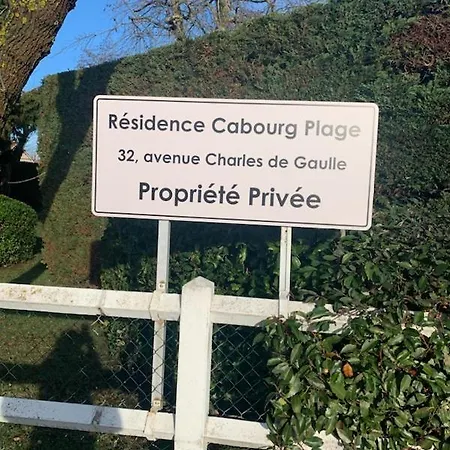 Résidence Cabourg Plage
32, avenue Charles de Gaulle
Propriété Privée